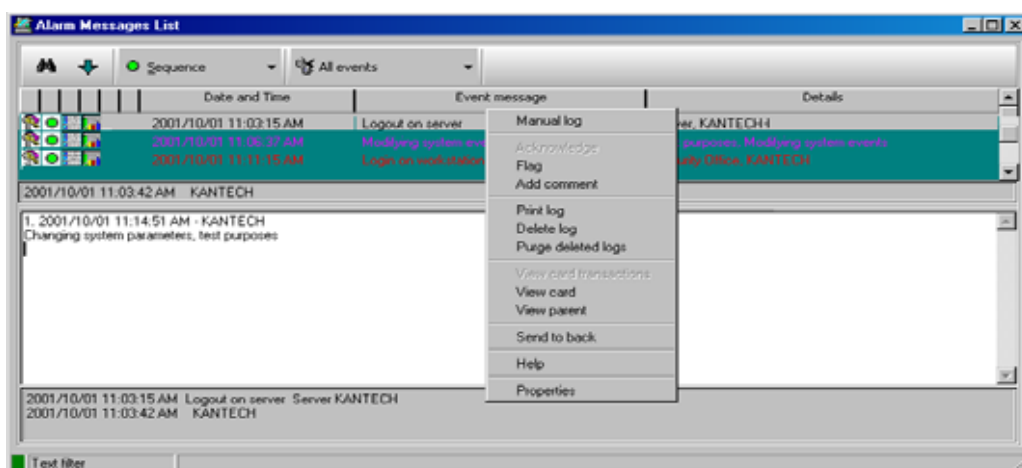 Alarm Messages List
Sequence All events
Date and Time Event message Details
2001/10/01 11:03:15 AM Logout on server ver, KANTECH-I
2001/10/01 11:06:37 AM Modifying system eve purposes, Modifying system events
2001/10/01 11:11:15 AM Login on workstation rity Office, KANTECH
2001/10/01 11:03:42 AM KANTECH
1. 2001/10/01 11:14:51 AM - KANTECH
Changing system parameters, test purposes
Manual log
Acknowledge
Flag
Add comment
Print log
Delete log
Purge deleted logs
View card transactions
View card
View parent
Send to back
Help
Properties
2001/10/01 11:03:15 AM Logout on server Server KANTECH
2001/10/01 11:03:42 AM KANTECH
Text filter